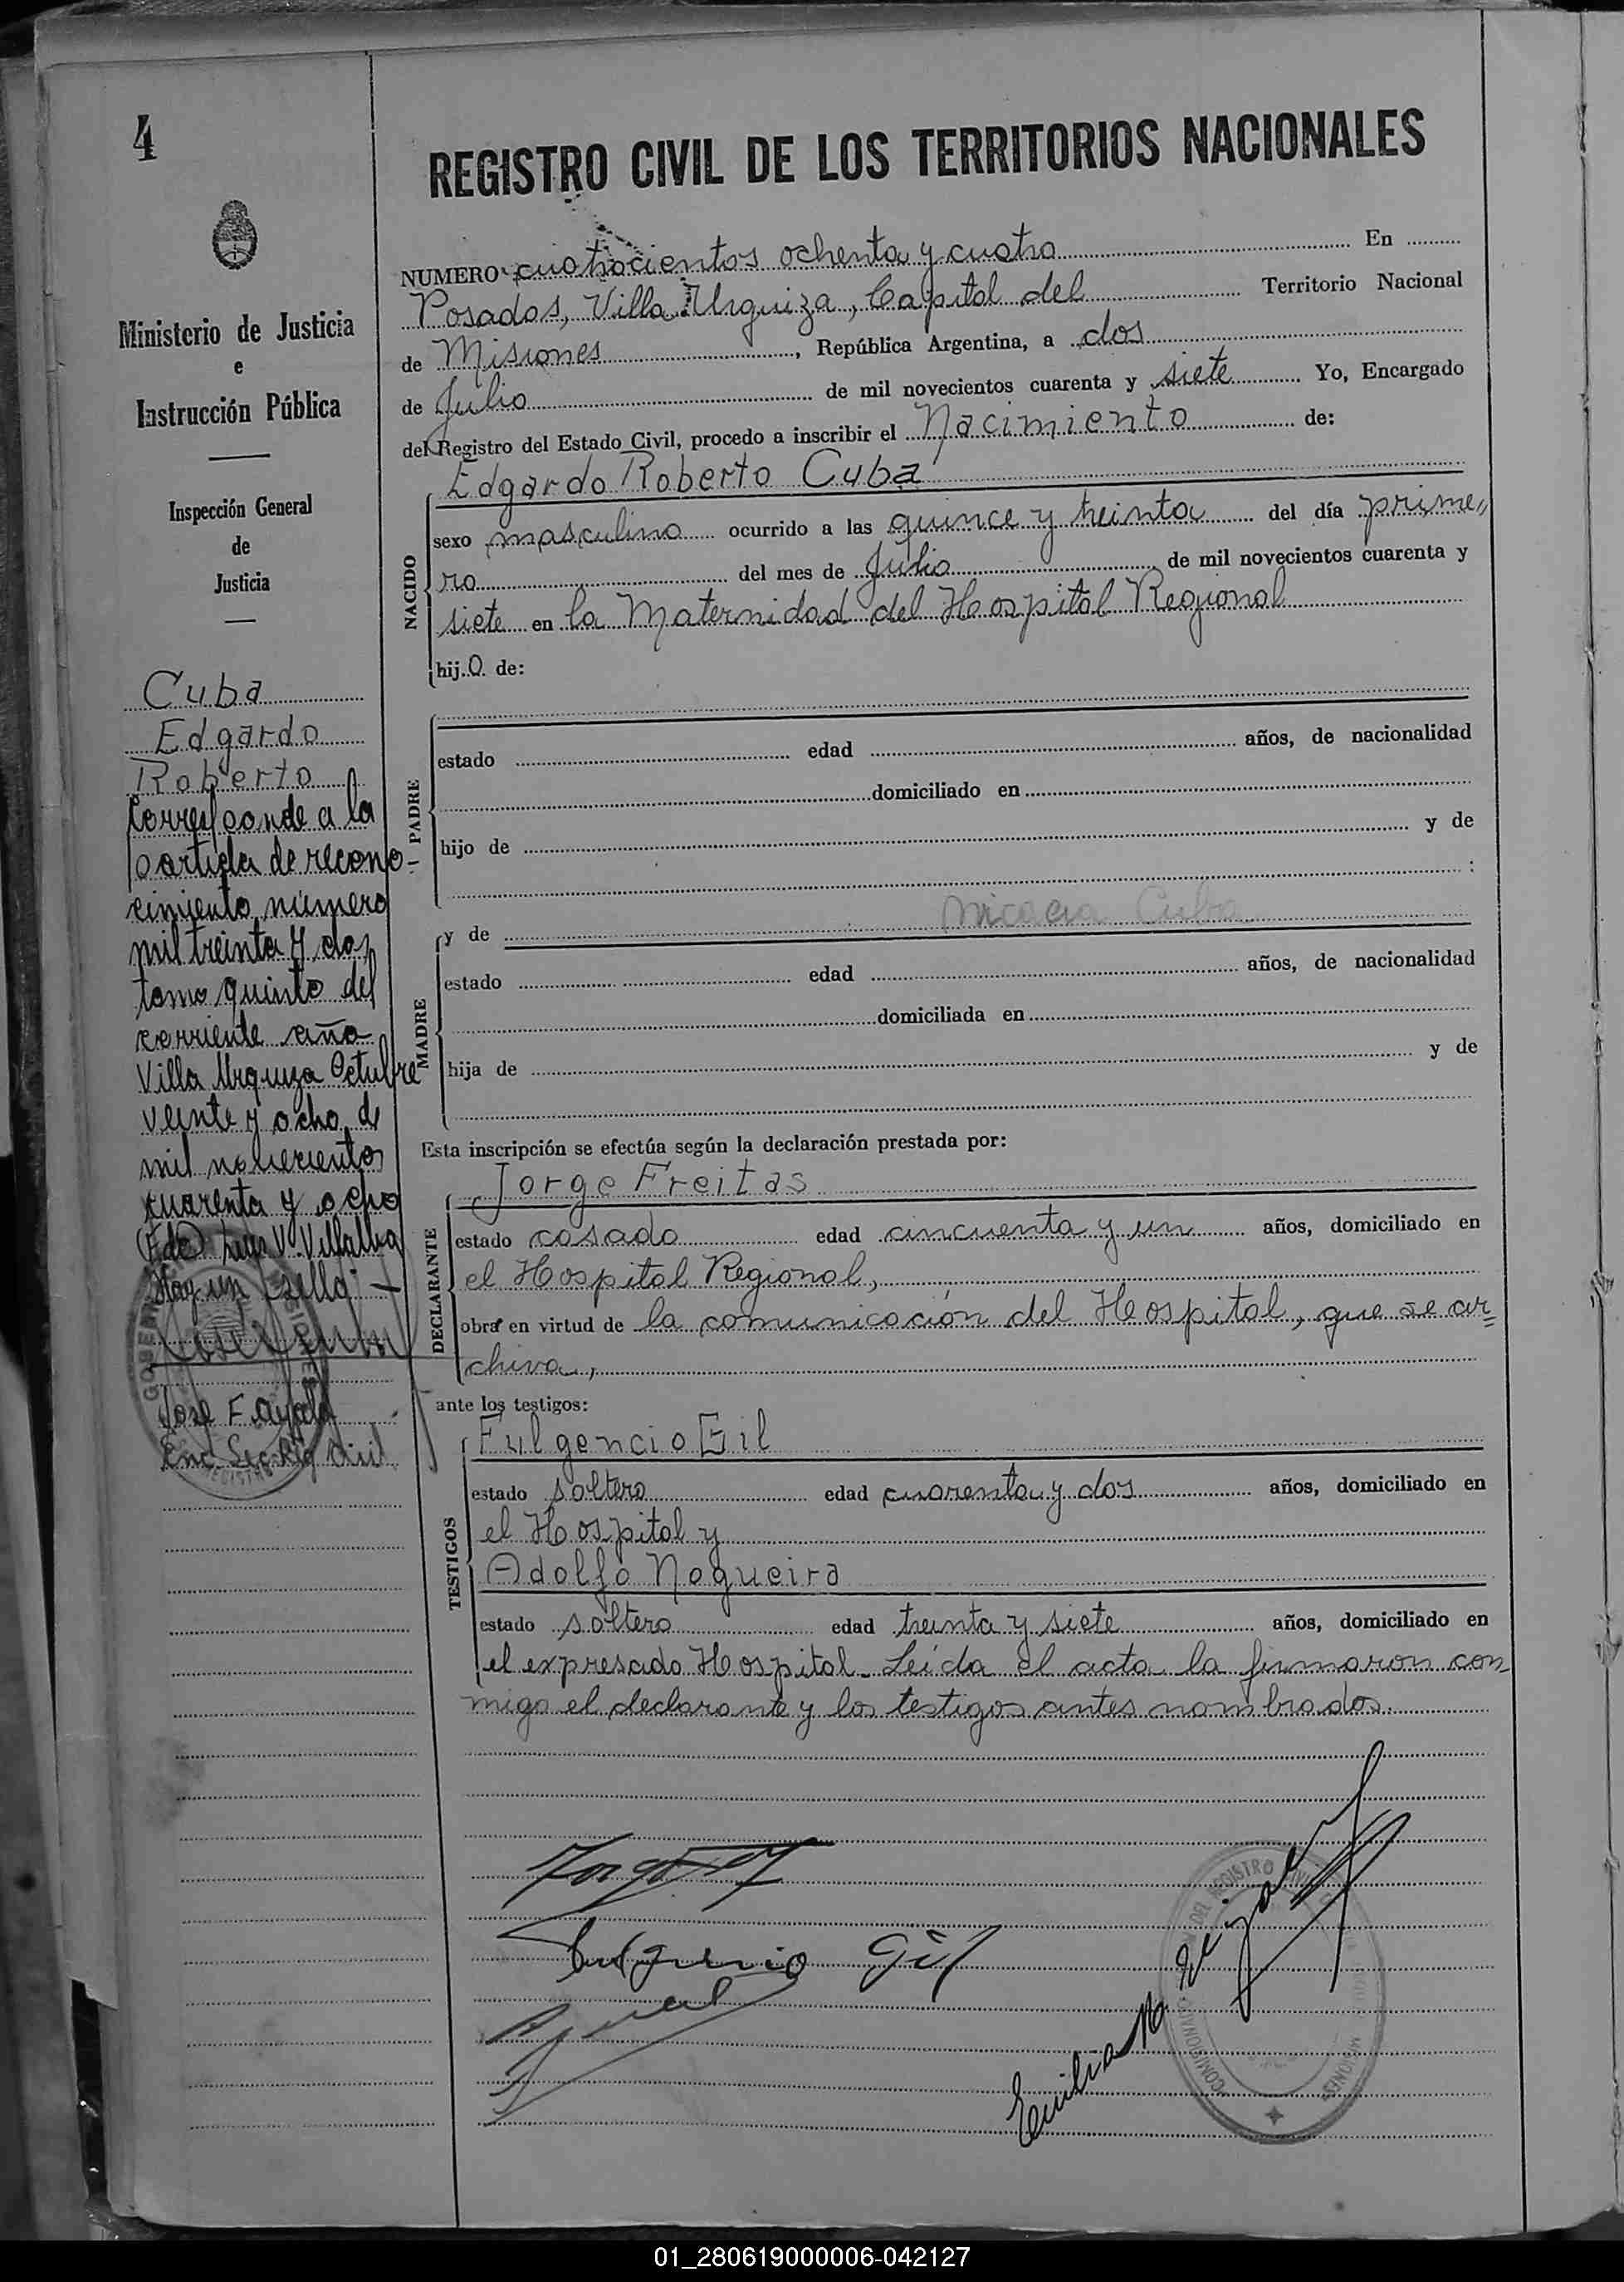 4
REGISTRO CIVIL DE LOS TERRITORIOS NACIONALES
Ministerio de Justicia
e
Instrucción Pública
Inspección General
de
Justicia
Cuba
Edgardo
Roberto
Corresponde a la
partida de recono-
cimiento número
mil treinta y dos
tomo quinto del
corriente año
Villa Urquiza Octubre
veinte y ocho de
mil novecientos
cuarenta y ocho
(Fdo) V. Villalba
Hay un sello -
Jose F. Ayala
Enc. Sec. Reg Civil
NUMERO cuatrocientos ochenta y cuatro En
Posadas, Villa Urquiza, Capital del Territorio Nacional
de Misiones, República Argentina, a dos
de Julio de mil novecientos cuarenta y siete Yo, Encargado
del Registro del Estado Civil, procedo a inscribir el Nacimiento de:
NACIDO
Edgardo Roberto Cuba
sexo masculino ocurrido a las quince y treinta del día prime,,
ro del mes de Julio de mil novecientos cuarenta y
siete en la Maternidad del Hospital Regional
hij.o de:
PADRE
estado edad años, de nacionalidad
domiciliado en
hijo de y de
:
MADRE
y de Micaela Cuba
estado edad años, de nacionalidad
domiciliada en
hija de y de
Esta inscripción se efectúa según la declaración prestada por:
DECLARANTE
Jorge Freitas
estado casado edad cincuenta y un años, domiciliado en
el Hospital Regional,
obra en virtud de la comunicación del Hospital, que se ar=
chiva,
ante los testigos:
TESTIGOS
Fulgencio Gil
estado soltero edad cuarenta y dos años, domiciliado en
el Hospital y
Adolfo Nogueira
estado soltero edad treinta y siete años, domiciliado en
el expresado Hospital. Leída el acta la firmaron con
migo el declarante y los testigos antes nombrados.
Fulgencio Gil
01_280619000006-042127